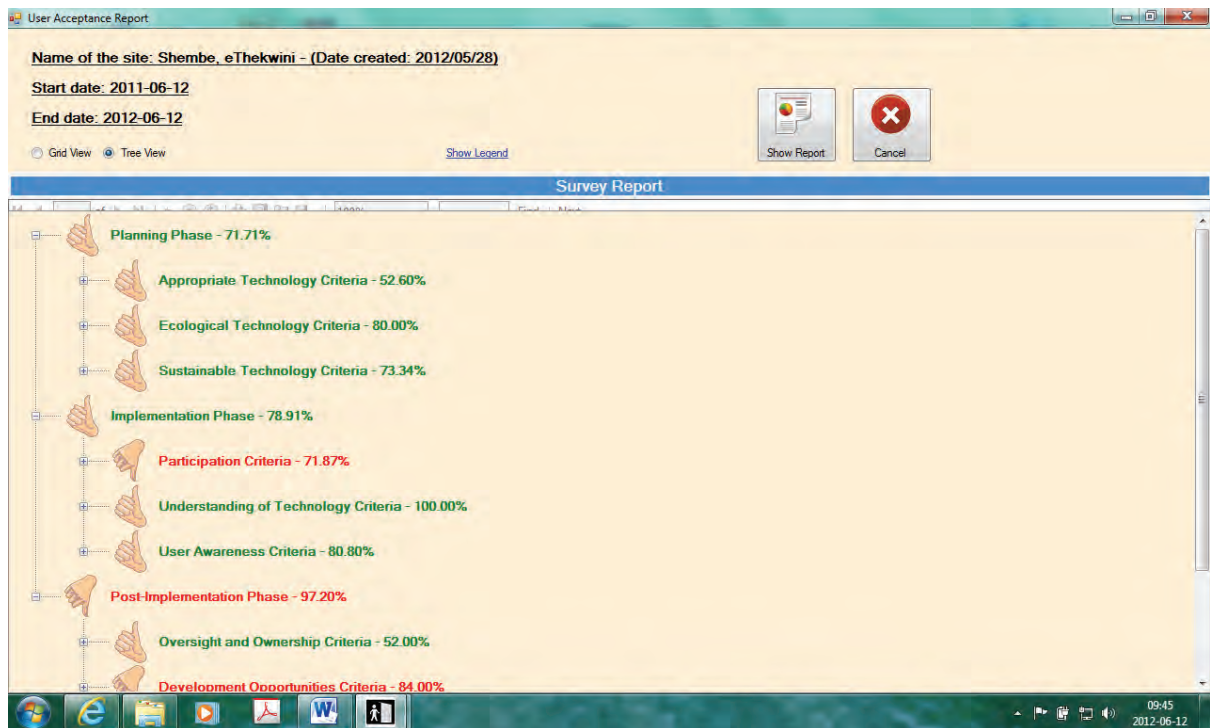 User Acceptance Report
Name of the site: Shembe, eThekwini - (Date created: 2012/05/28)
Start date: 2011-06-12
End date: 2012-06-12
Grid View Tree View Show Legend Show Report Cancel
Survey Report
Planning Phase - 71.71%
Appropriate Technology Criteria - 52.60%
Ecological Technology Criteria - 80.00%
Sustainable Technology Criteria - 73.34%
Implementation Phase - 78.91%
Participation Criteria - 71.87%
Understanding of Technology Criteria - 100.00%
User Awareness Criteria - 80.80%
Post-Implementation Phase - 97.20%
Oversight and Ownership Criteria - 52.00%
Development Opportunities Criteria - 84.00%
09:45
2012-06-12